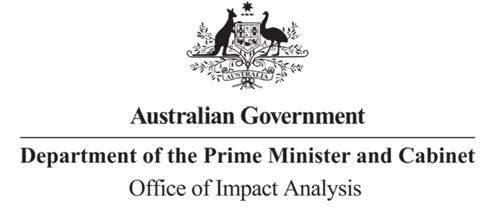 AUSTRALIA
Australian Government
Department of the Prime Minister and Cabinet
Office of Impact Analysis